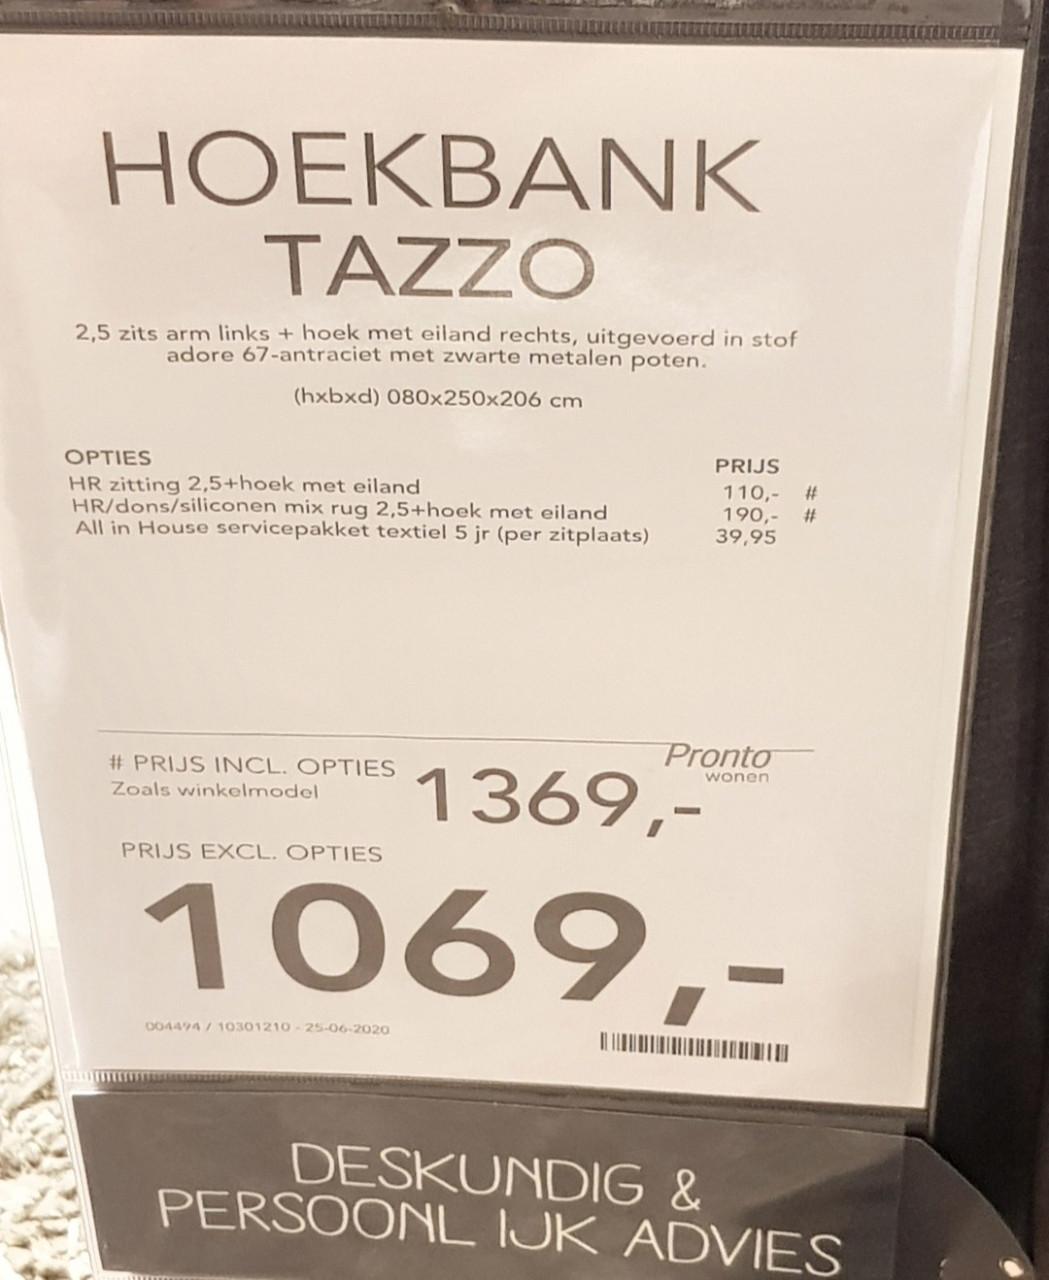 HOEKBANK
TAZZO
2,5 zits arm links + hoek met eiland rechts, uitgevoerd in stof
adore 67-antraciet met zwarte metalen poten.
(hxbxd) 080x250x206 cm
OPTIES PRIJS
HR zitting 2,5+hoek met eiland 110,- #
HR/dons/siliconen mix rug 2,5+hoek met eiland 190,- #
All in House servicepakket textiel 5 jr (per zitplaats) 39,95
Pronto
wonen
# PRIJS INCL. OPTIES 1369,-
Zoals winkelmodel
PRIJS EXCL. OPTIES
1069,-
004494 / 10301210 - 25-06-2020
DESKUNDIG &
PERSOONLIJK ADVIES